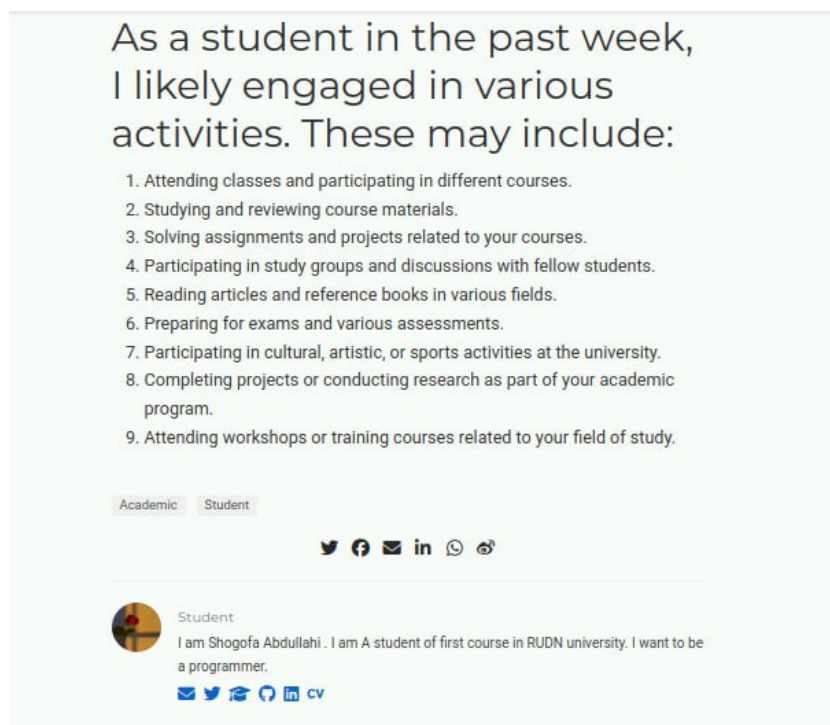 As a student in the past week,
I likely engaged in various
activities. These may include:
1. Attending classes and participating in different courses.
2. Studying and reviewing course materials.
3. Solving assignments and projects related to your courses.
4. Participating in study groups and discussions with fellow students.
5. Reading articles and reference books in various fields.
6. Preparing for exams and various assessments.
7. Participating in cultural, artistic, or sports activities at the university.
8. Completing projects or conducting research as part of your academic
program.
9. Attending workshops or training courses related to your field of study.
Academic Student
Student
I am Shogofa Abdullahi . I am A student of first course in RUDN university. I want to be
a programmer.
CV